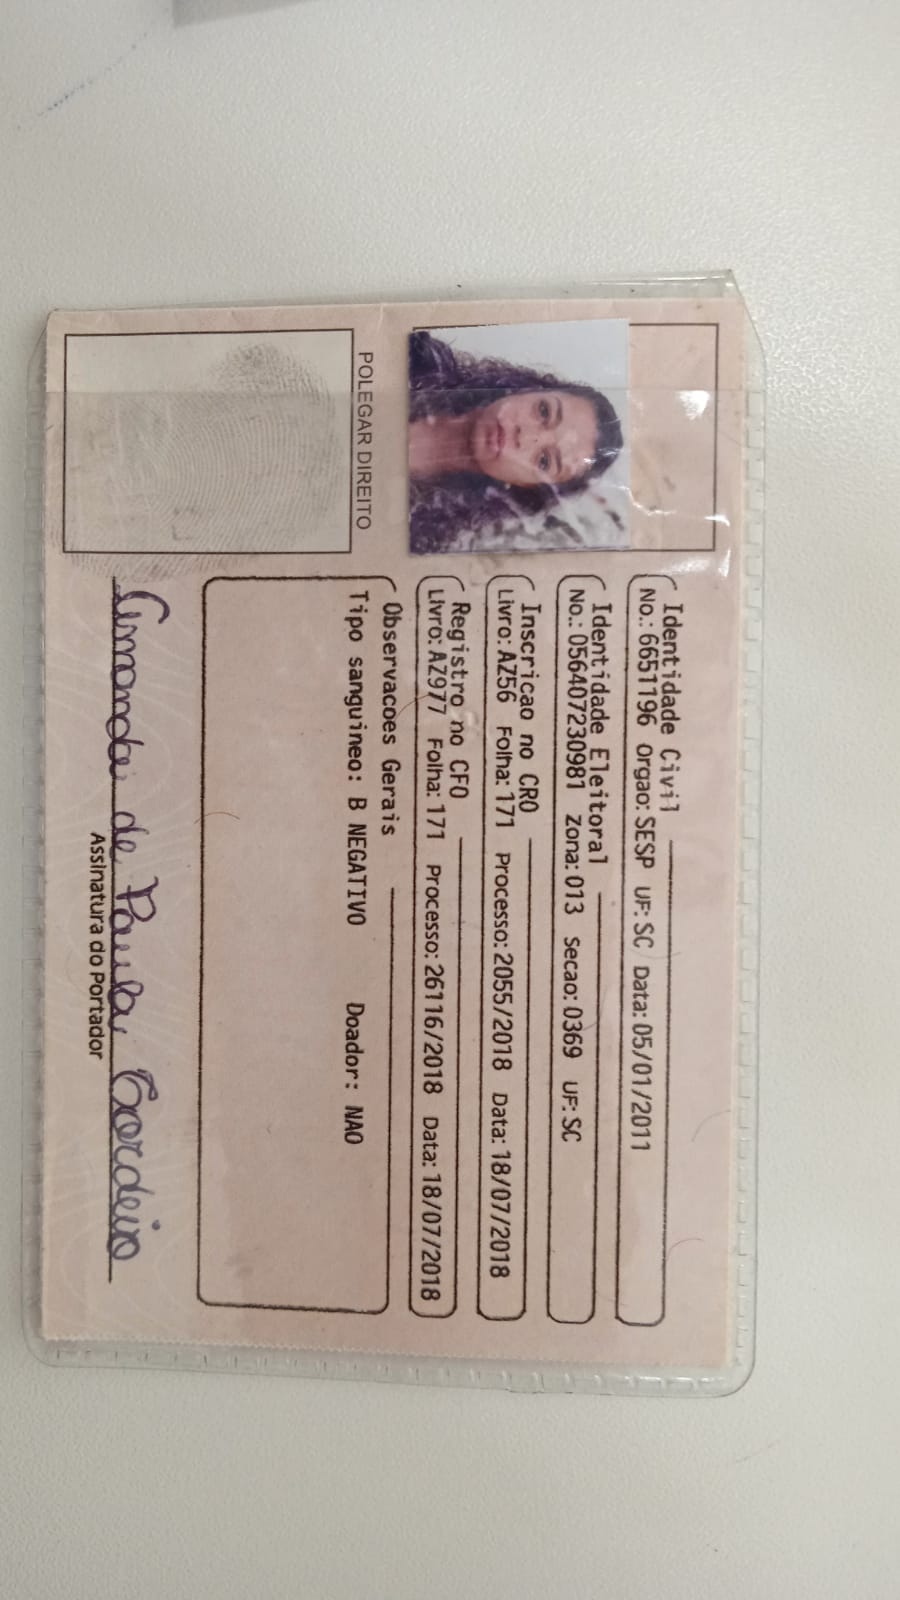 Identidade Civil
No.: 6651196 Orgao: SESP UF: SC Data: 05/01/2011
Identidade Eleitoral
No.: 056407230981 Zona: 013 Secao: 0369 UF: SC
Inscricao no CRO
Livro: AZ56 Folha: 171 Processo: 2055/2018 Data: 18/07/2018
Registro no CFO
Livro: AZ977 Folha: 171 Processo: 26116/2018 Data: 18/07/2018
Observacoes Gerais
Tipo sanguineo: B NEGATIVO Doador: NAO
POLEGAR DIREITO
Amanda de Paula Cordeiro
Assinatura do Portador